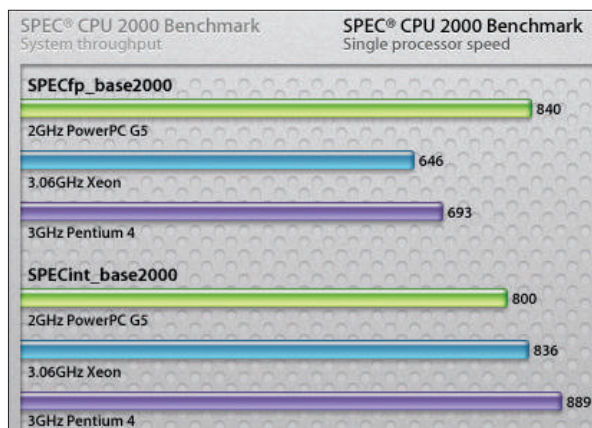 SPEC® CPU 2000 Benchmark
System throughput
SPEC® CPU 2000 Benchmark
Single processor speed
SPECfp_base2000
840
2GHz PowerPC G5
646
3.06GHz Xeon
693
3GHz Pentium 4
SPECint_base2000
800
2GHz PowerPC G5
836
3.06GHz Xeon
889
3GHz Pentium 4